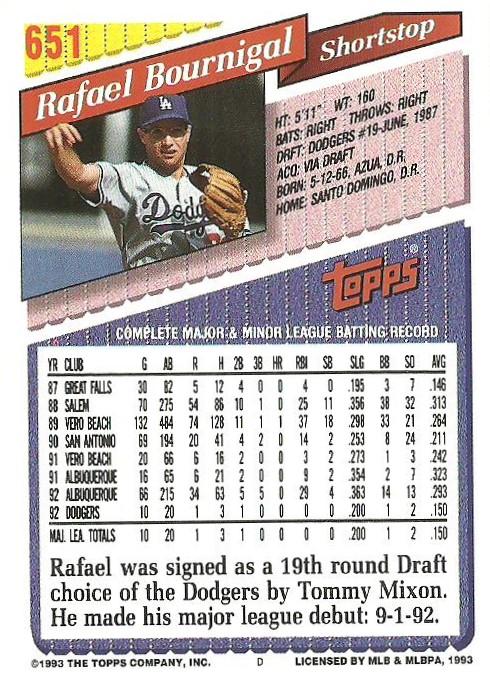 651
Rafael Bournigal
Shortstop
LA
Dodg
HT: 5'11" WT: 160
BATS: RIGHT THROWS: RIGHT
DRFT: DODGERS #19-JUNE, 1987
ACQ: VIA DRAFT
BORN: 5-12-66, AZUA, D.R.
HOME: SANTO DOMINGO, D.R.
TOPPS®
COMPLETE MAJOR & MINOR LEAGUE BATTING RECORD
YR CLUB G AB R H 2B 3B HR RBI SB SLG BB SO AVG
87 GREAT FALLS 30 82 5 12 4 0 0 4 0 .195 3 7 .146
88 SALEM 70 275 54 86 10 1 0 25 11 .356 38 32 .313
89 VERO BEACH 132 484 74 128 11 1 1 37 18 .298 33 21 .264
90 SAN ANTONIO 69 194 20 41 4 2 0 14 2 .253 8 24 .211
91 VERO BEACH 20 66 6 16 2 0 0 3 2 .273 1 3 .242
91 ALBUQUERQUE 16 65 6 21 2 0 0 9 2 .354 2 7 .323
92 ALBUQUERQUE 66 215 34 63 5 5 0 29 4 .363 14 13 .293
92 DODGERS 10 20 1 3 1 0 0 0 0 .200 1 2 .150
MAJ. LEA. TOTALS 10 20 1 3 1 0 0 0 0 .200 1 2 .150
Rafael was signed as a 19th round Draft
choice of the Dodgers by Tommy Mixon.
He made his major league debut: 9-1-92.
©1993 THE TOPPS COMPANY, INC. D LICENSED BY MLB & MLBPA, 1993